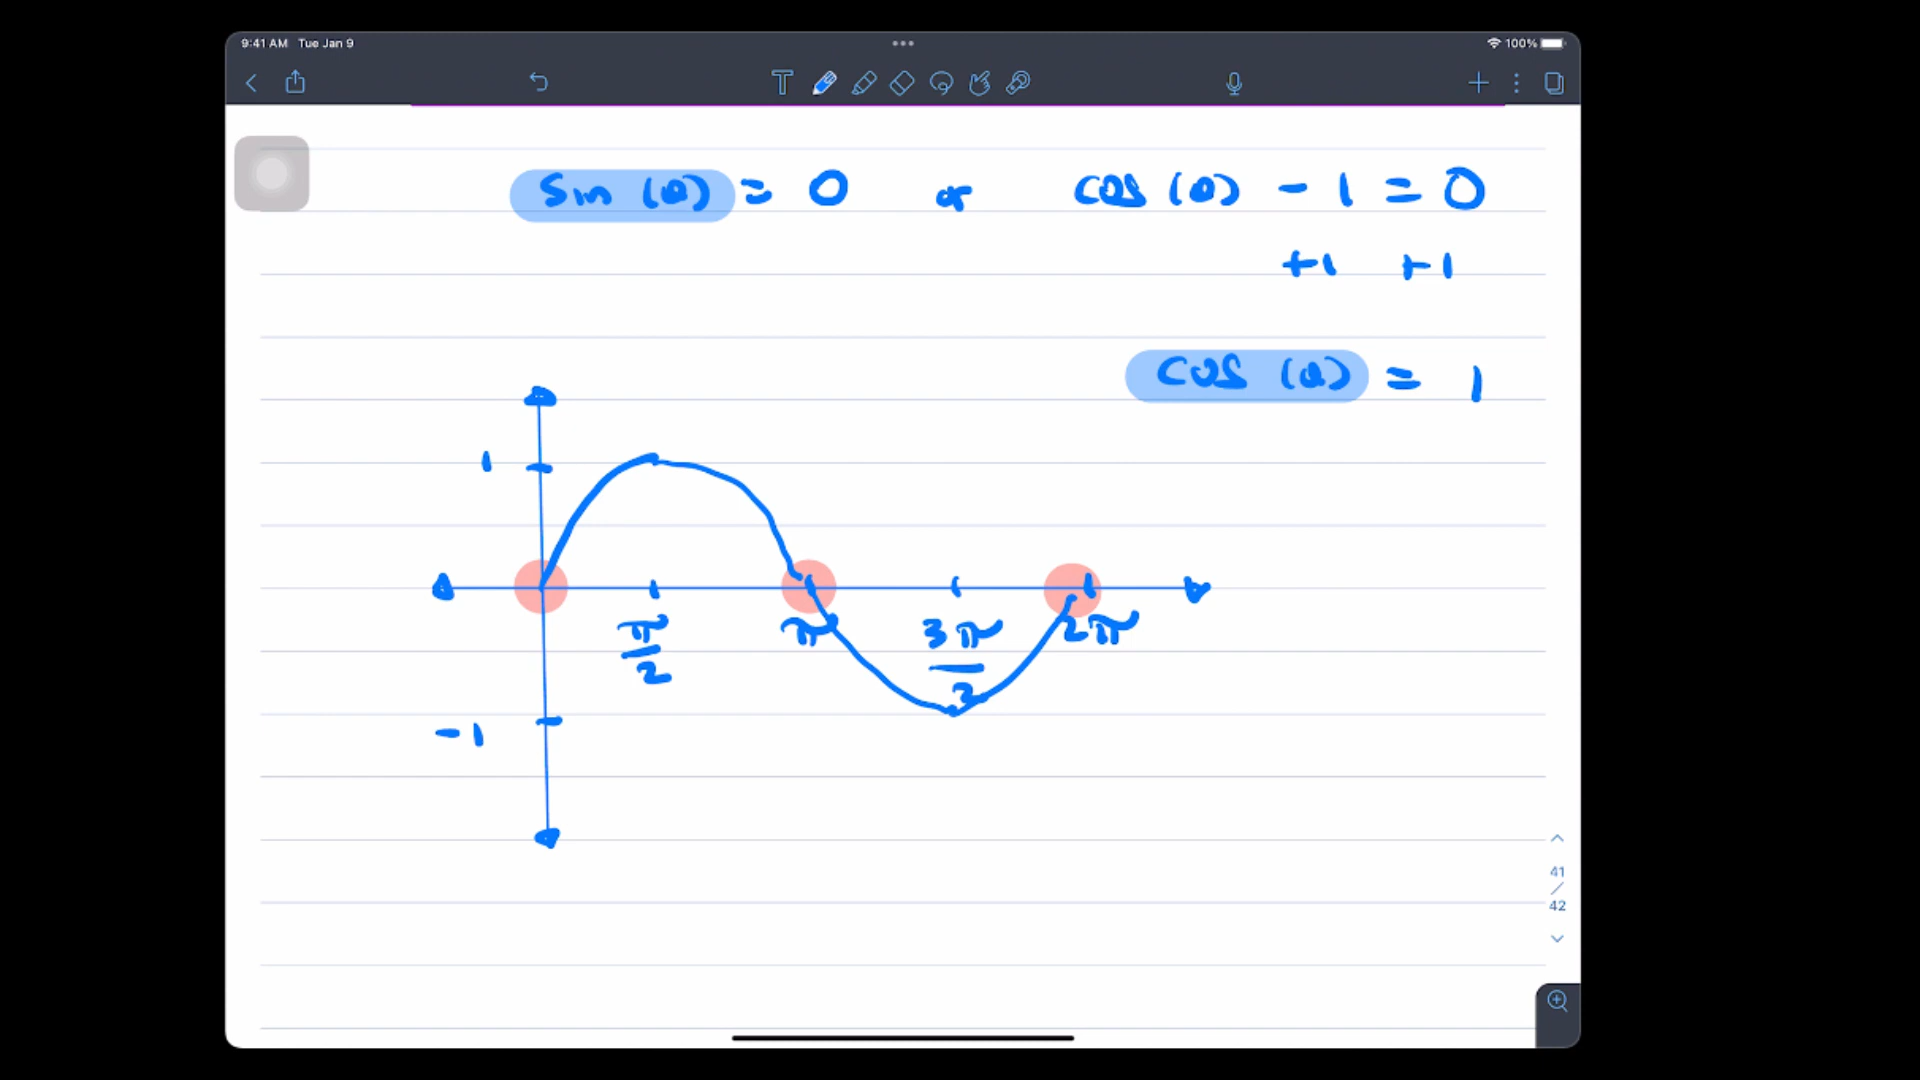 9:41 AM Tue Jan 9
100%
T
sin (θ) = 0 or cos (θ) - 1 = 0
+1 +1
cos (θ) = 1
1
π/2 π 3π/2 2π
-1
41
/
42